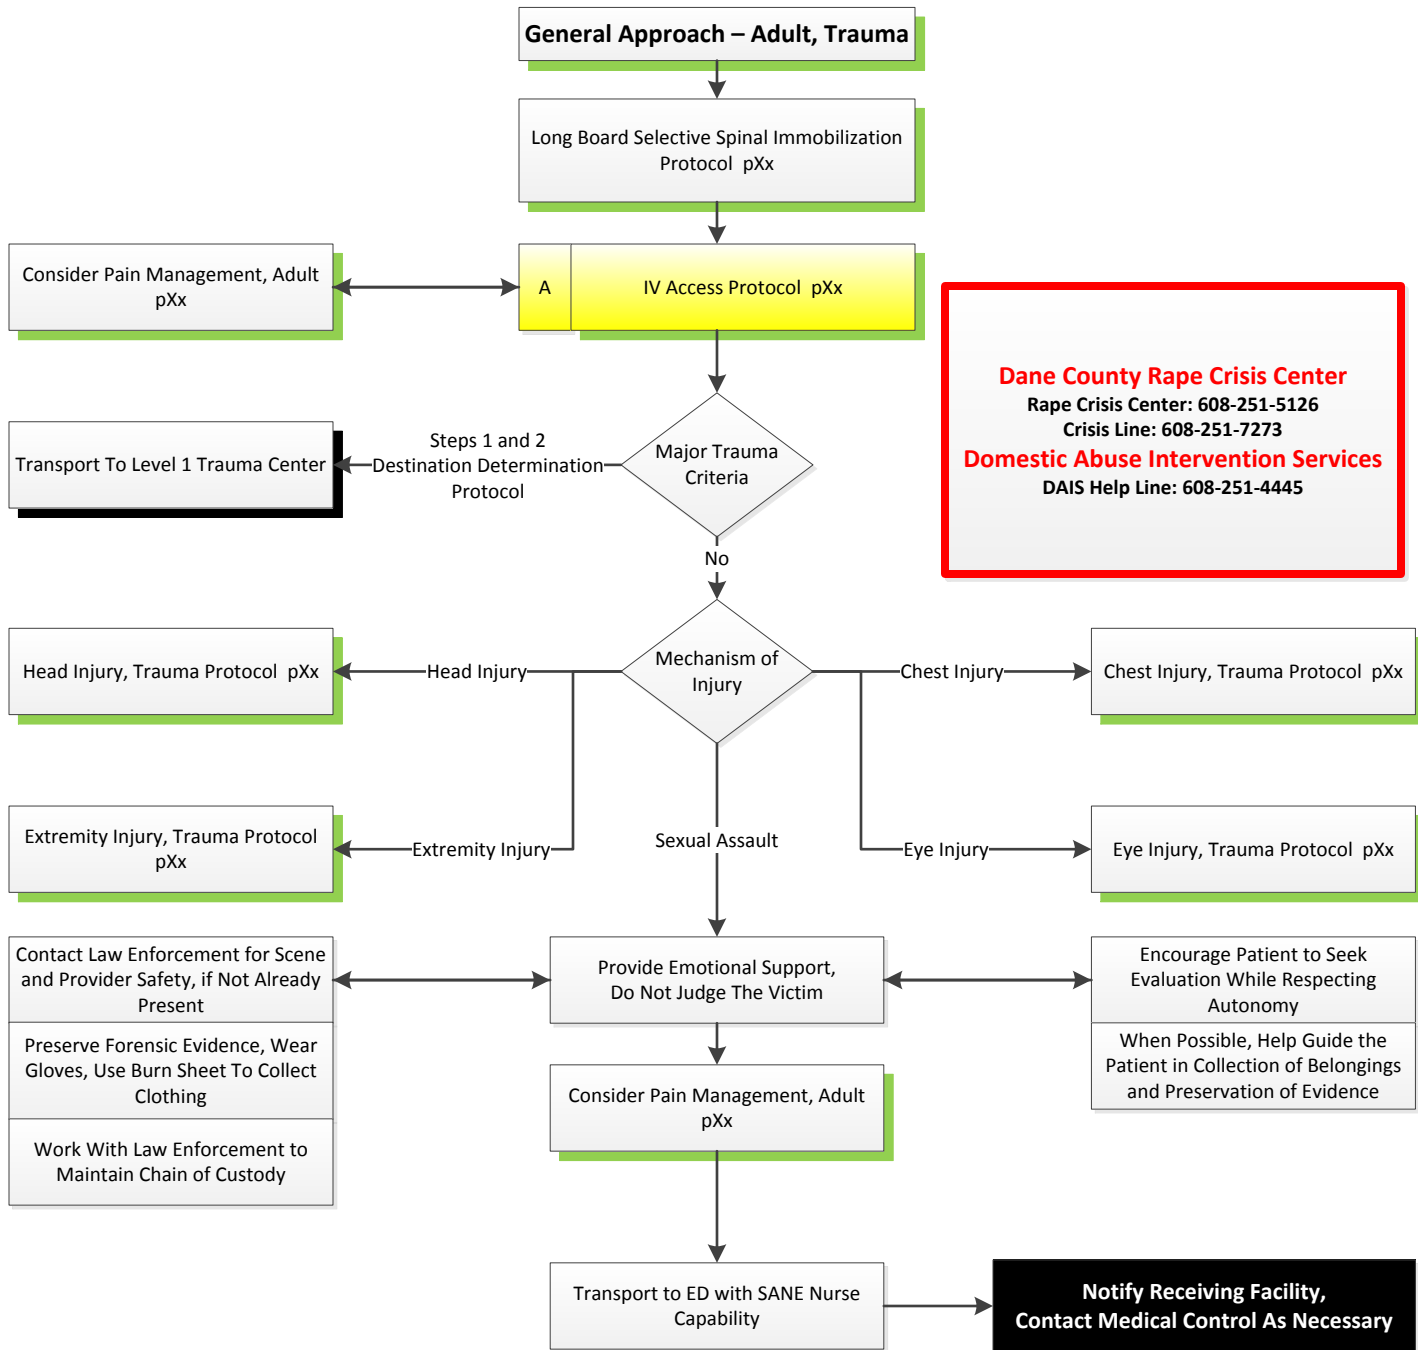 General Approach – Adult, Trauma
Long Board Selective Spinal Immobilization
Protocol pXx
Consider Pain Management, Adult
pXx
A
IV Access Protocol pXx
Dane County Rape Crisis Center
Rape Crisis Center: 608-251-5126
Crisis Line: 608-251-7273
Domestic Abuse Intervention Services
DAIS Help Line: 608-251-4445
Transport To Level 1 Trauma Center
Steps 1 and 2
Destination Determination
Protocol
Major Trauma
Criteria
No
Head Injury, Trauma Protocol pXx
Head Injury
Mechanism of
Injury
Chest Injury
Chest Injury, Trauma Protocol pXx
Extremity Injury, Trauma Protocol
pXx
Extremity Injury
Sexual Assault
Eye Injury
Eye Injury, Trauma Protocol pXx
Contact Law Enforcement for Scene
and Provider Safety, if Not Already
Present
Preserve Forensic Evidence, Wear
Gloves, Use Burn Sheet To Collect
Clothing
Work With Law Enforcement to
Maintain Chain of Custody
Provide Emotional Support,
Do Not Judge The Victim
Encourage Patient to Seek
Evaluation While Respecting
Autonomy
When Possible, Help Guide the
Patient in Collection of Belongings
and Preservation of Evidence
Consider Pain Management, Adult
pXx
Transport to ED with SANE Nurse
Capability
Notify Receiving Facility,
Contact Medical Control As Necessary